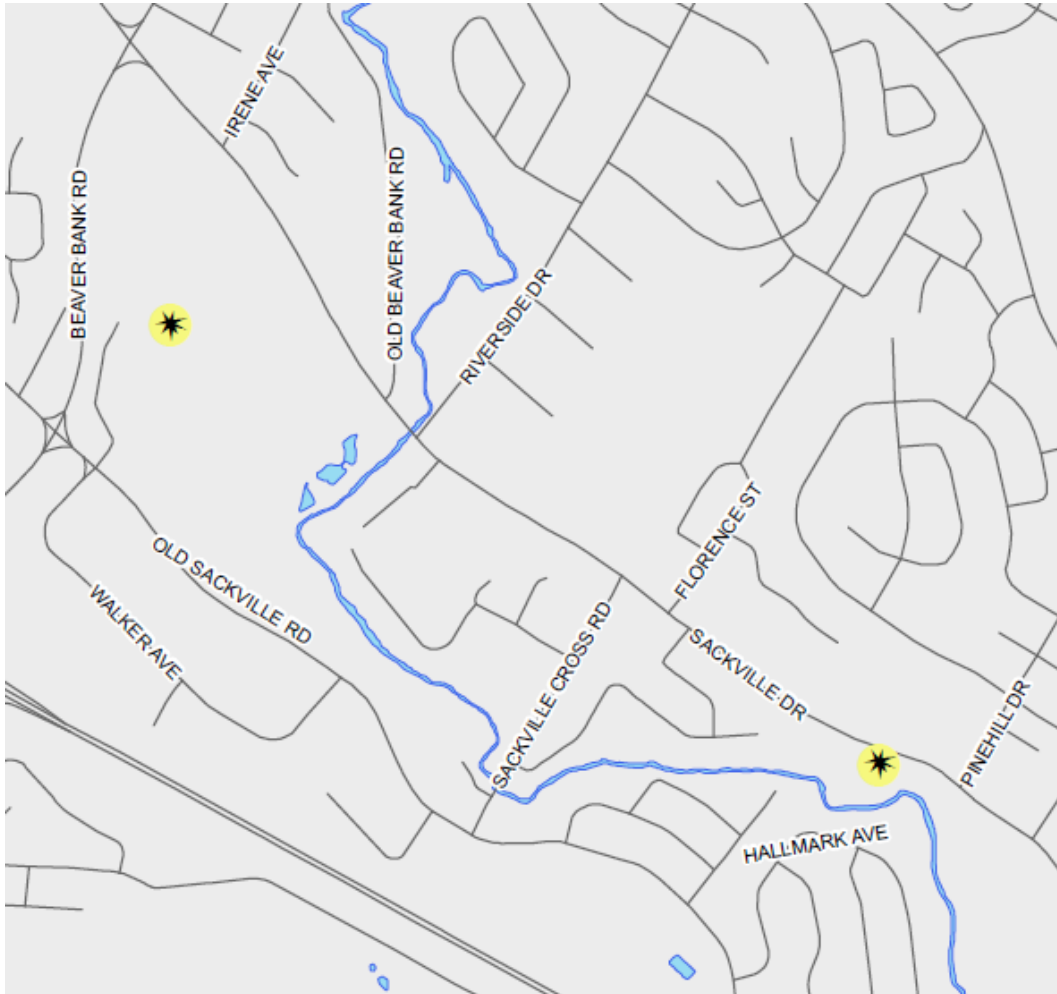 IRENE AVE
BEAVER BANK RD
OLD BEAVER BANK RD
RIVERSIDE DR
FLORENCE ST
OLD SACKVILLE RD
WALKER AVE
SACKVILLE CROSS RD
SACKVILLE DR
PINEHILL DR
HALLMARK AVE